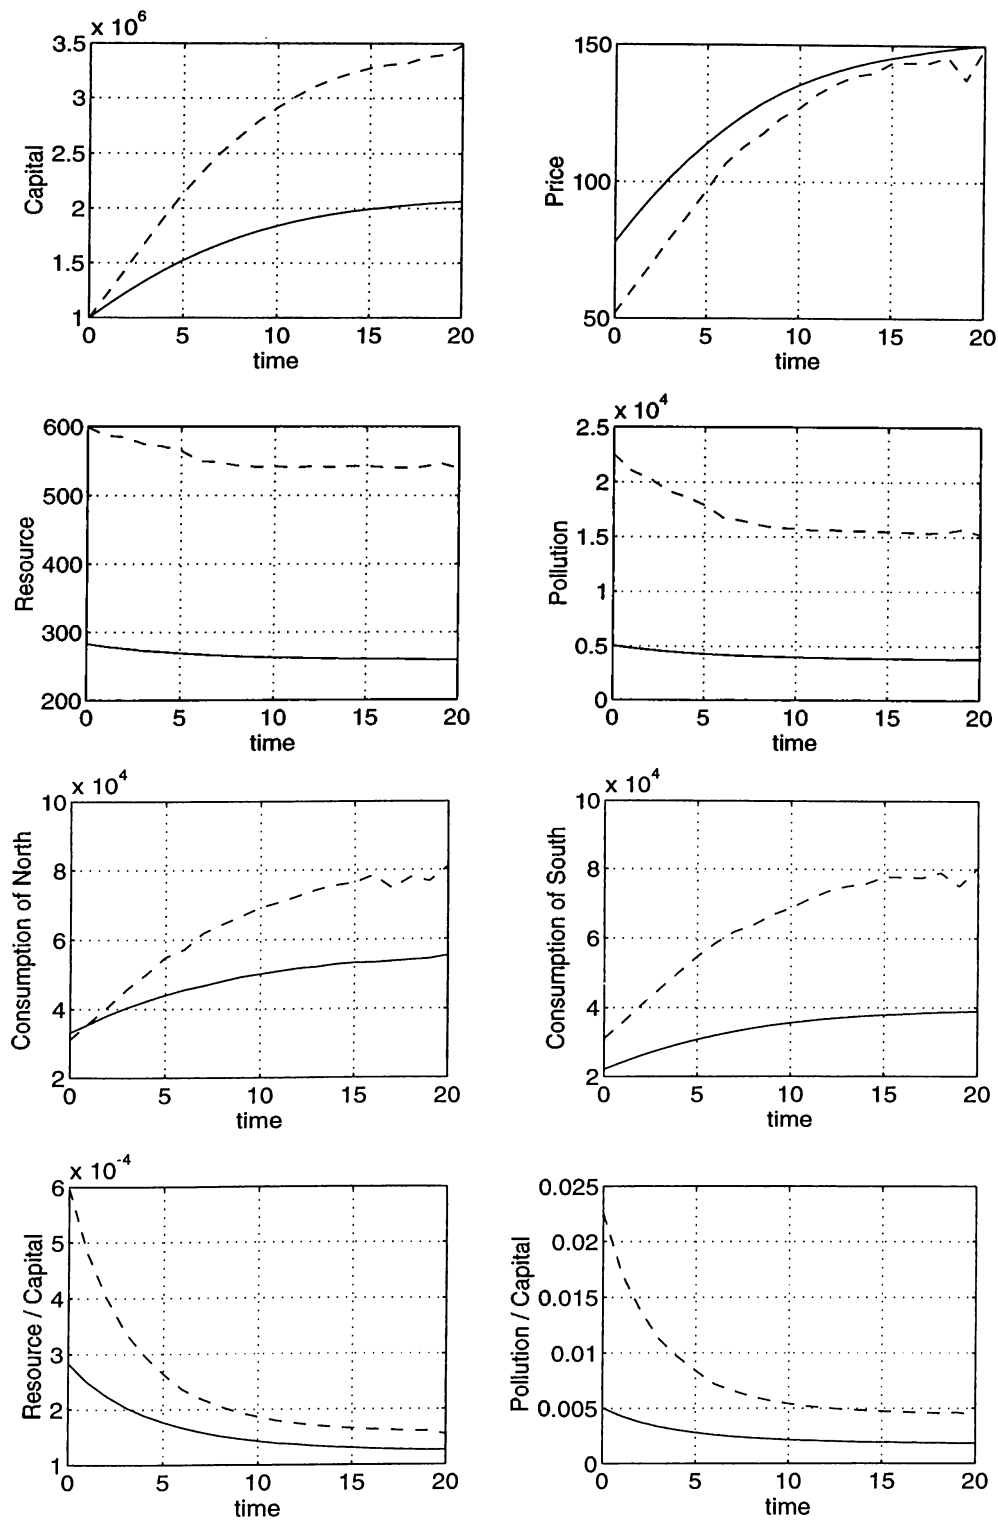 x 10^6
3.5
3
2.5
2
1.5
1
Capital
0 5 10 15 20
time
150
100
50
Price
0 5 10 15 20
time
600
500
400
300
200
Resource
0 5 10 15 20
time
x 10^4
2.5
2
1.5
1
0.5
0
Pollution
0 5 10 15 20
time
x 10^4
10
8
6
4
2
Consumption of North
0 5 10 15 20
time
x 10^4
10
8
6
4
2
Consumption of South
0 5 10 15 20
time
x 10^-4
6
5
4
3
2
1
Resource / Capital
0 5 10 15 20
time
0.025
0.02
0.015
0.01
0.005
0
Pollution / Capital
0 5 10 15 20
time